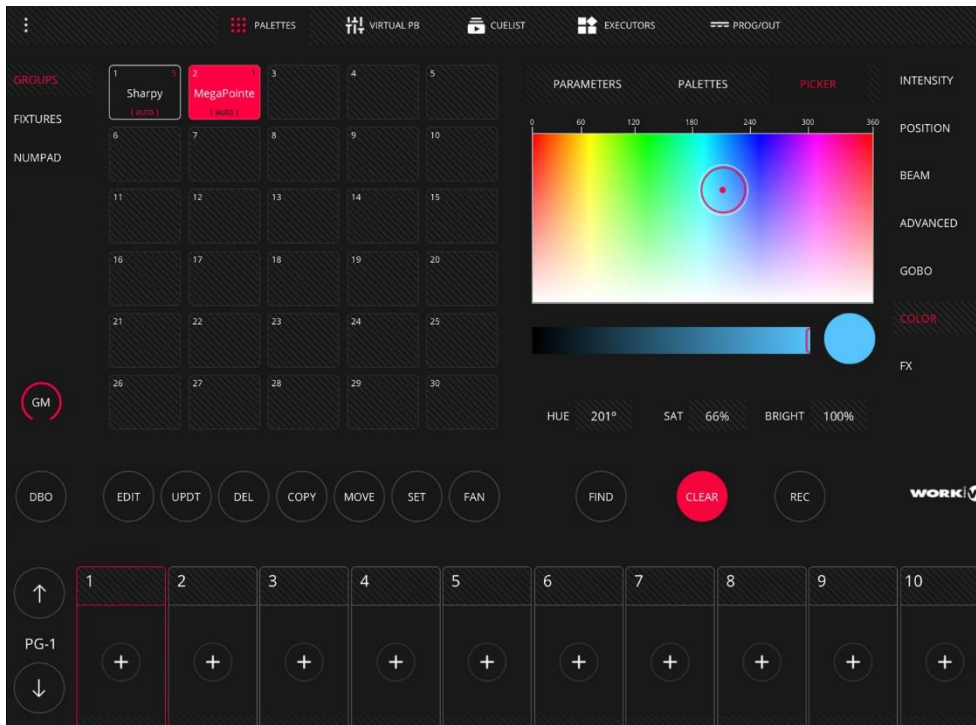 PALETTES
VIRTUAL PB
CUELIST
EXECUTORS
PROG/OUT
GROUPS
FIXTURES
NUMPAD
1 5
Sharpy
( auto )
2 1
MegaPointe
( auto )
3
4
5
6
7
8
9
10
11
12
13
14
15
16
17
18
19
20
21
22
23
24
25
26
27
28
29
30
PARAMETERS
PALETTES
PICKER
0 60 120 180 240 300 360
HUE 201º
SAT 66%
BRIGHT 100%
INTENSITY
POSITION
BEAM
ADVANCED
GOBO
COLOR
FX
GM
DBO
EDIT
UPDT
DEL
COPY
MOVE
SET
FAN
FIND
CLEAR
REC
WORK
PG-1
1
2
3
4
5
6
7
8
9
10